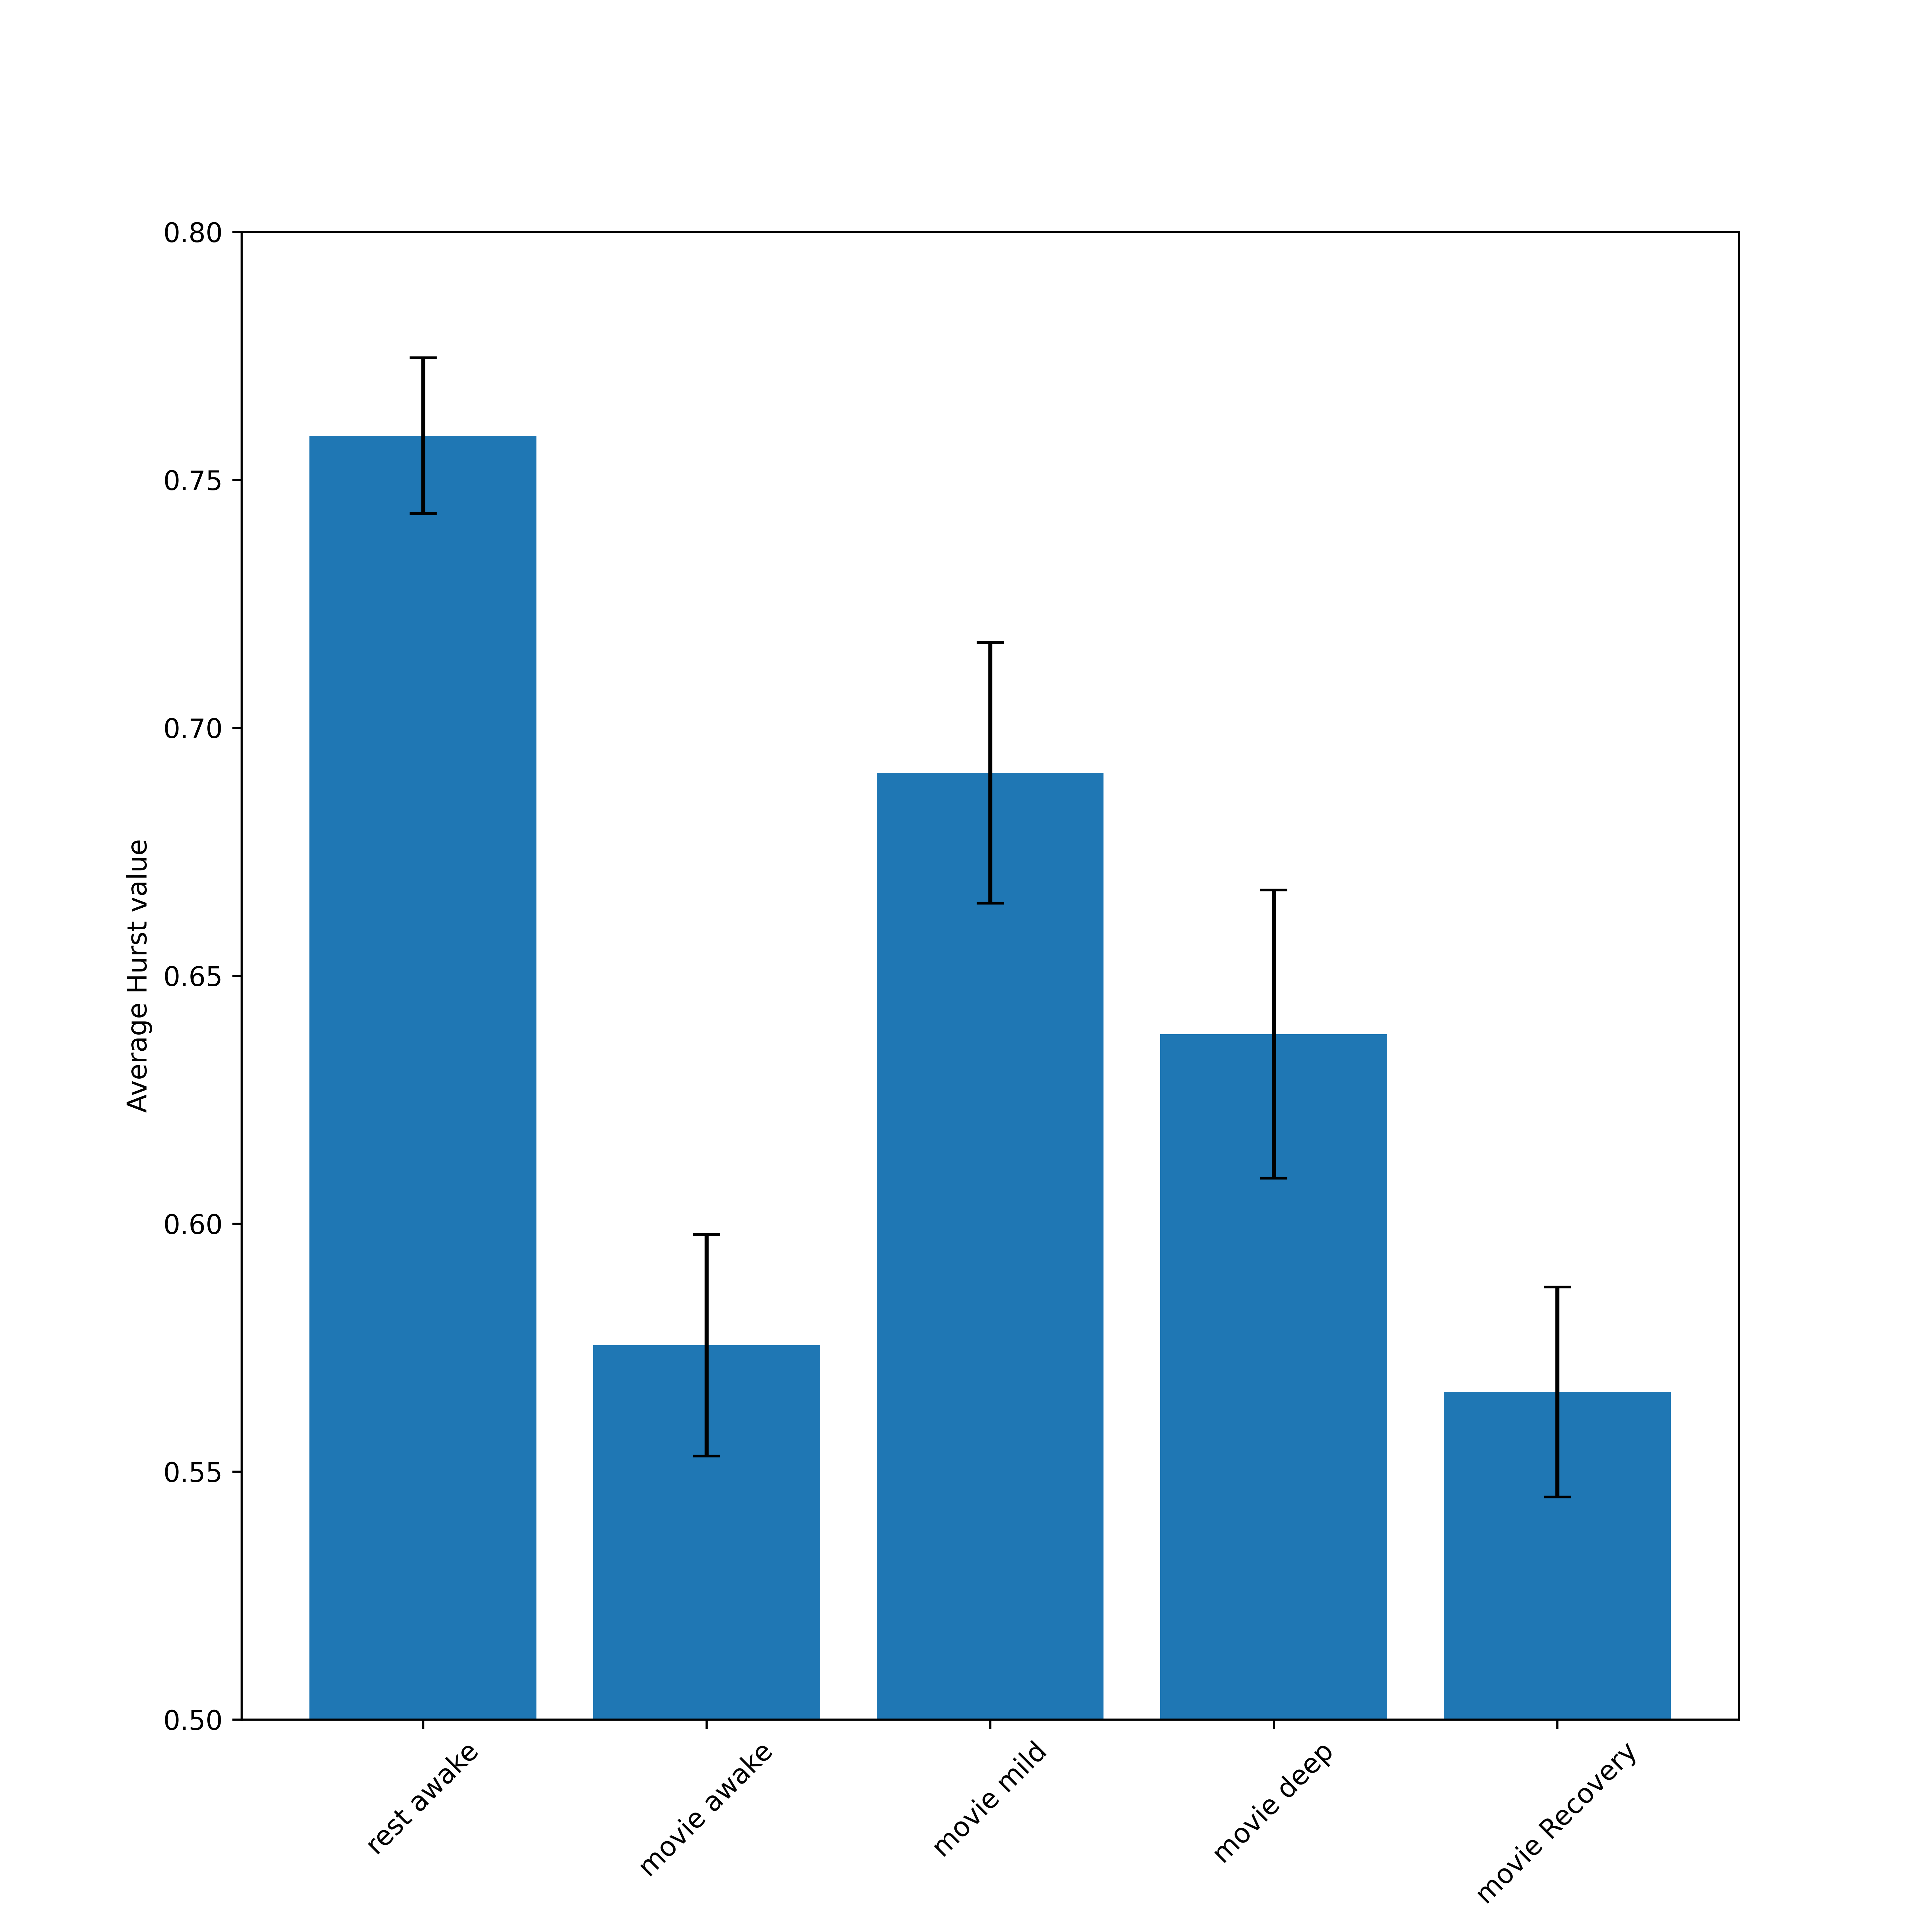 0.80
0.75
0.70
0.65
0.60
0.55
0.50
Average Hurst value
rest awake
movie awake
movie mild
movie deep
movie Recovery